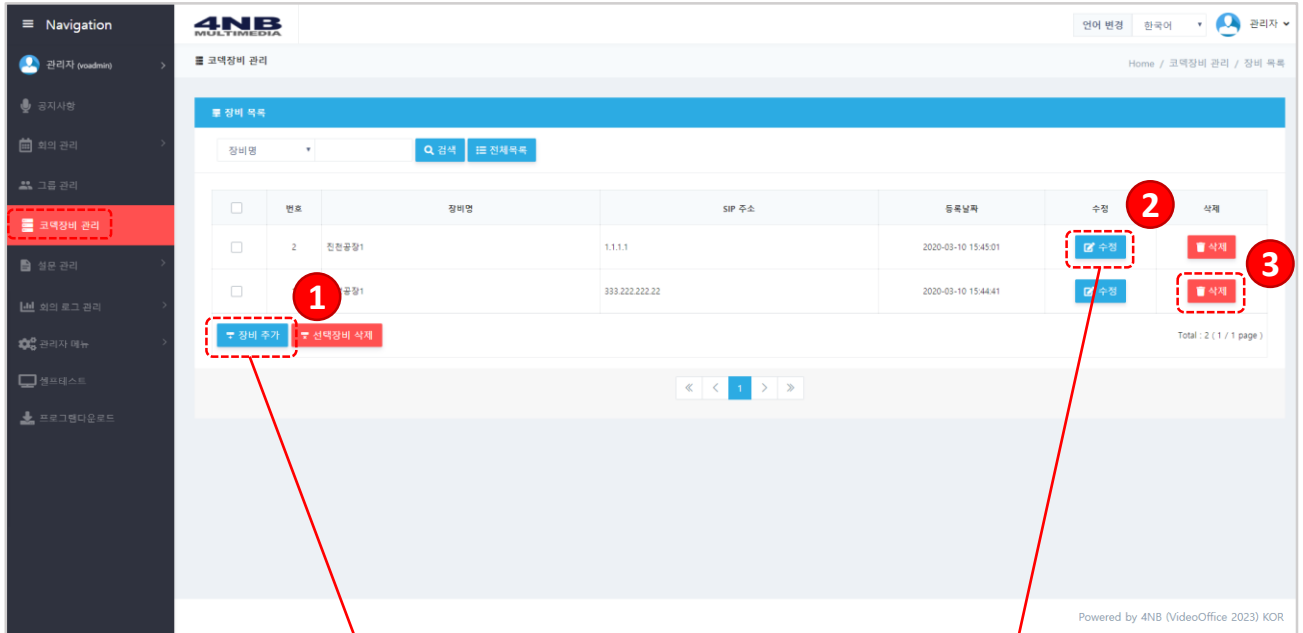 Navigation
4NB
MULTIMEDIA
언어 변경 한국어 관리자
관리자 (voadmin)
코덱장비 관리
Home / 코덱장비 관리 / 장비 목록
공지사항
회의 관리
그룹 관리
코덱장비 관리
설문 관리
회의 로그 관리
관리자 메뉴
셀프테스트
프로그램다운로드
장비 목록
장비명 검색 전체목록
번호 장비명 SIP 주소 등록날짜 수정 삭제
2 진천공장1 1.1.1.1 2020-03-10 15:45:01 수정 삭제
공장1 333.222.222.22 2020-03-10 15:44:41 수정 삭제
1
2
3
장비 추가 선택장비 삭제
Total : 2 ( 1 / 1 page )
« < 1 > »
Powered by 4NB (VideoOffice 2023) KOR